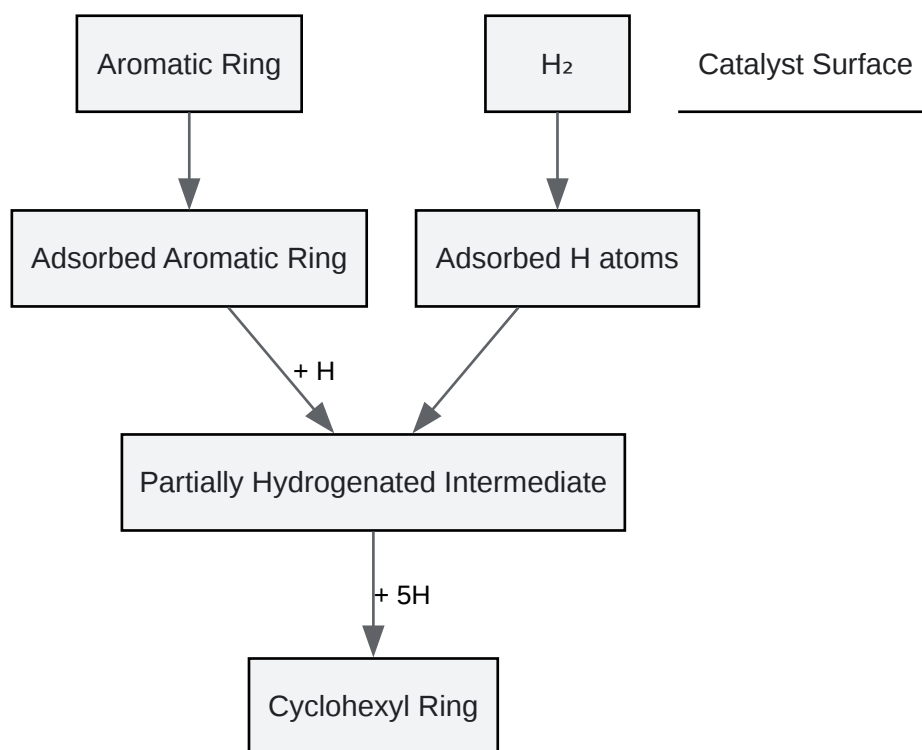 Aromatic Ring
H₂
Catalyst Surface
Adsorbed Aromatic Ring
Adsorbed H atoms
+ H
Partially Hydrogenated Intermediate
+ 5H
Cyclohexyl Ring